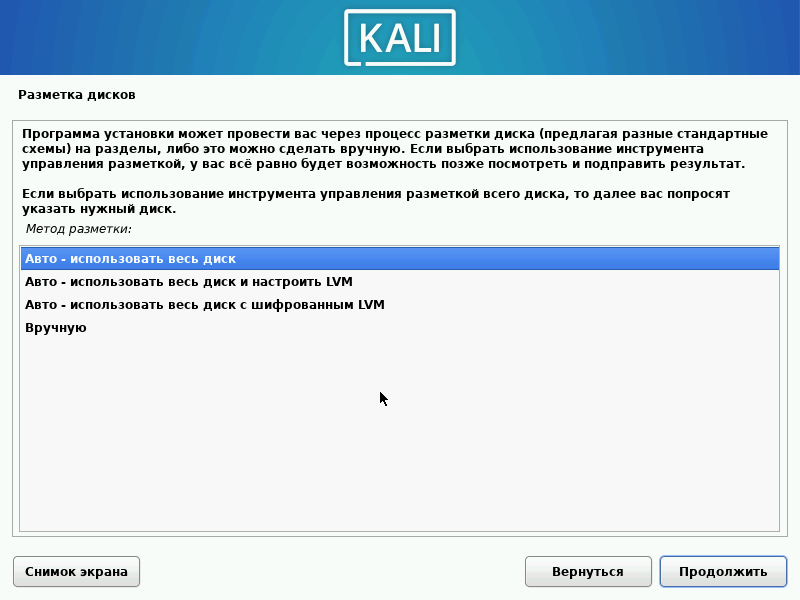 KALI
Разметка дисков
Программа установки может провести вас через процесс разметки диска (предлагая разные стандартные
схемы) на разделы, либо это можно сделать вручную. Если выбрать использование инструмента
управления разметкой, у вас всё равно будет возможность позже посмотреть и подправить результат.
Если выбрать использование инструмента управления разметкой всего диска, то далее вас попросят
указать нужный диск.
Метод разметки:
Авто - использовать весь диск
Авто - использовать весь диск и настроить LVM
Авто - использовать весь диск с шифрованным LVM
Вручную
Снимок экрана
Вернуться
Продолжить